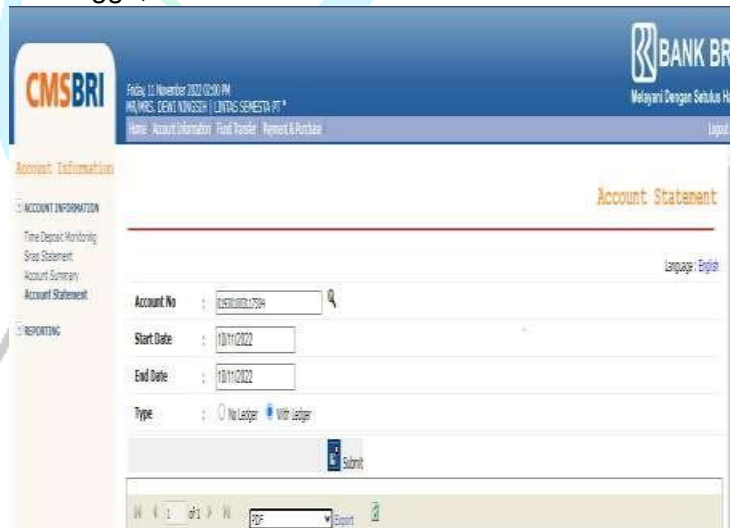 BANK BR
Melayani Dengan Setulus Ha
CMSBRI
Friday, 11 November 2022 02:00 PM
MR/MRS. DEWI NINGSIH | LINTAS SEMESTA PT *
Home Account Information Fund Transfer Payment & Purchase
Logout
Account Information
ACCOUNT INFORMATION
Time Deposit Monitoring
Snap Statement
Account Summary
Account Statement
REPORTING
Account Statement
Language : English
Account No :
Start Date : 10/11/2022
End Date : 10/11/2022
Type : No Ledger With Ledger
Submit
1 of 1
PDF
Export